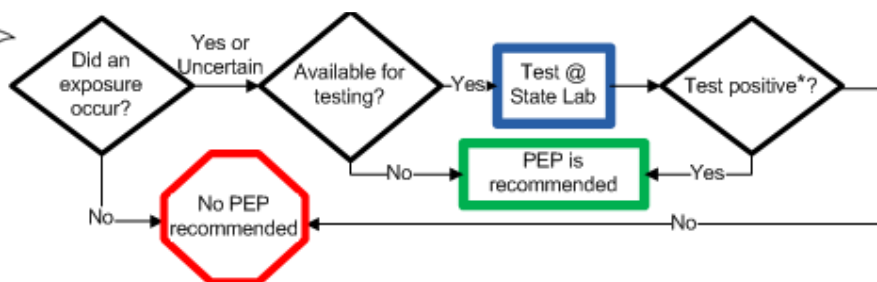 Did an
exposure
occur?
Yes or
Uncertain
Available for
testing?
Yes
Test @
State Lab
Test positive*?
No
PEP is
recommended
Yes
No
No PEP
recommended
No